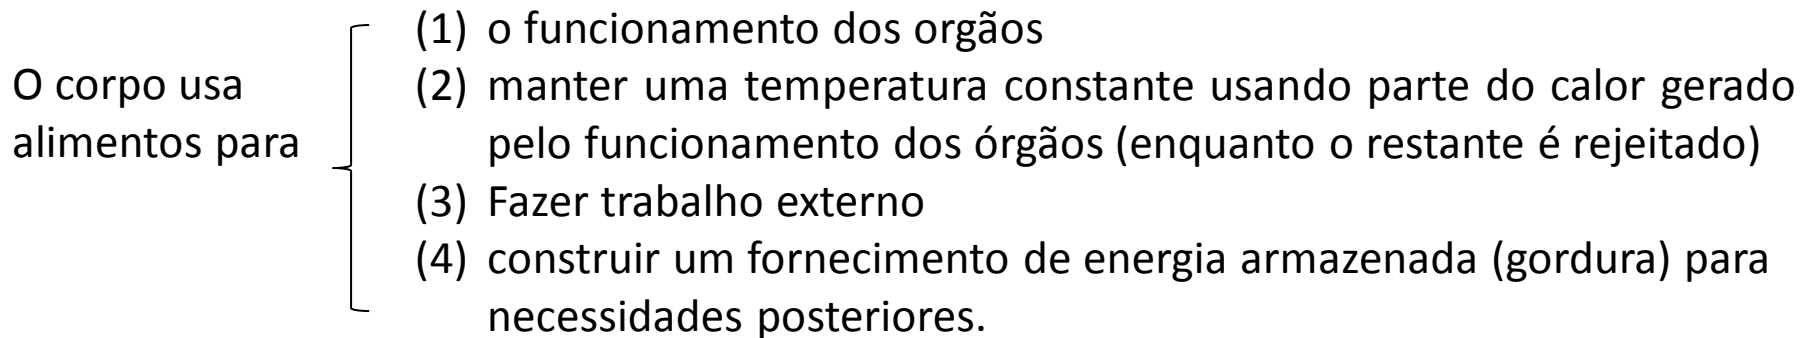 O corpo usa
alimentos para
(1) o funcionamento dos orgãos
(2) manter uma temperatura constante usando parte do calor gerado
pelo funcionamento dos órgãos (enquanto o restante é rejeitado)
(3) Fazer trabalho externo
(4) construir um fornecimento de energia armazenada (gordura) para
necessidades posteriores.